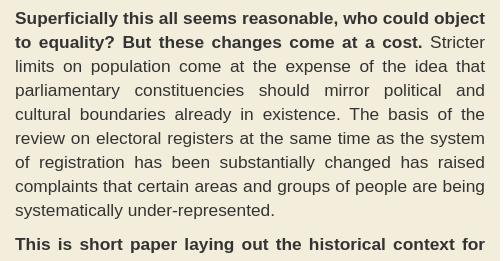 Superficially this all seems reasonable, who could object
to equality? But these changes come at a cost. Stricter
limits on population come at the expense of the idea that
parliamentary constituencies should mirror political and
cultural boundaries already in existence. The basis of the
review on electoral registers at the same time as the system
of registration has been substantially changed has raised
complaints that certain areas and groups of people are being
systematically under-represented.
This is short paper laying out the historical context for